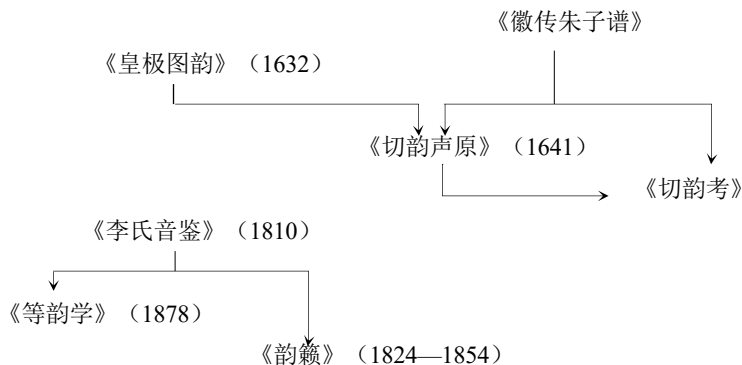 《徽传朱子谱》
《皇极图韵》（1632）
《切韵声原》（1641）
《切韵考》
《李氏音鉴》（1810）
《等韵学》（1878）
《韵籁》（1824—1854）